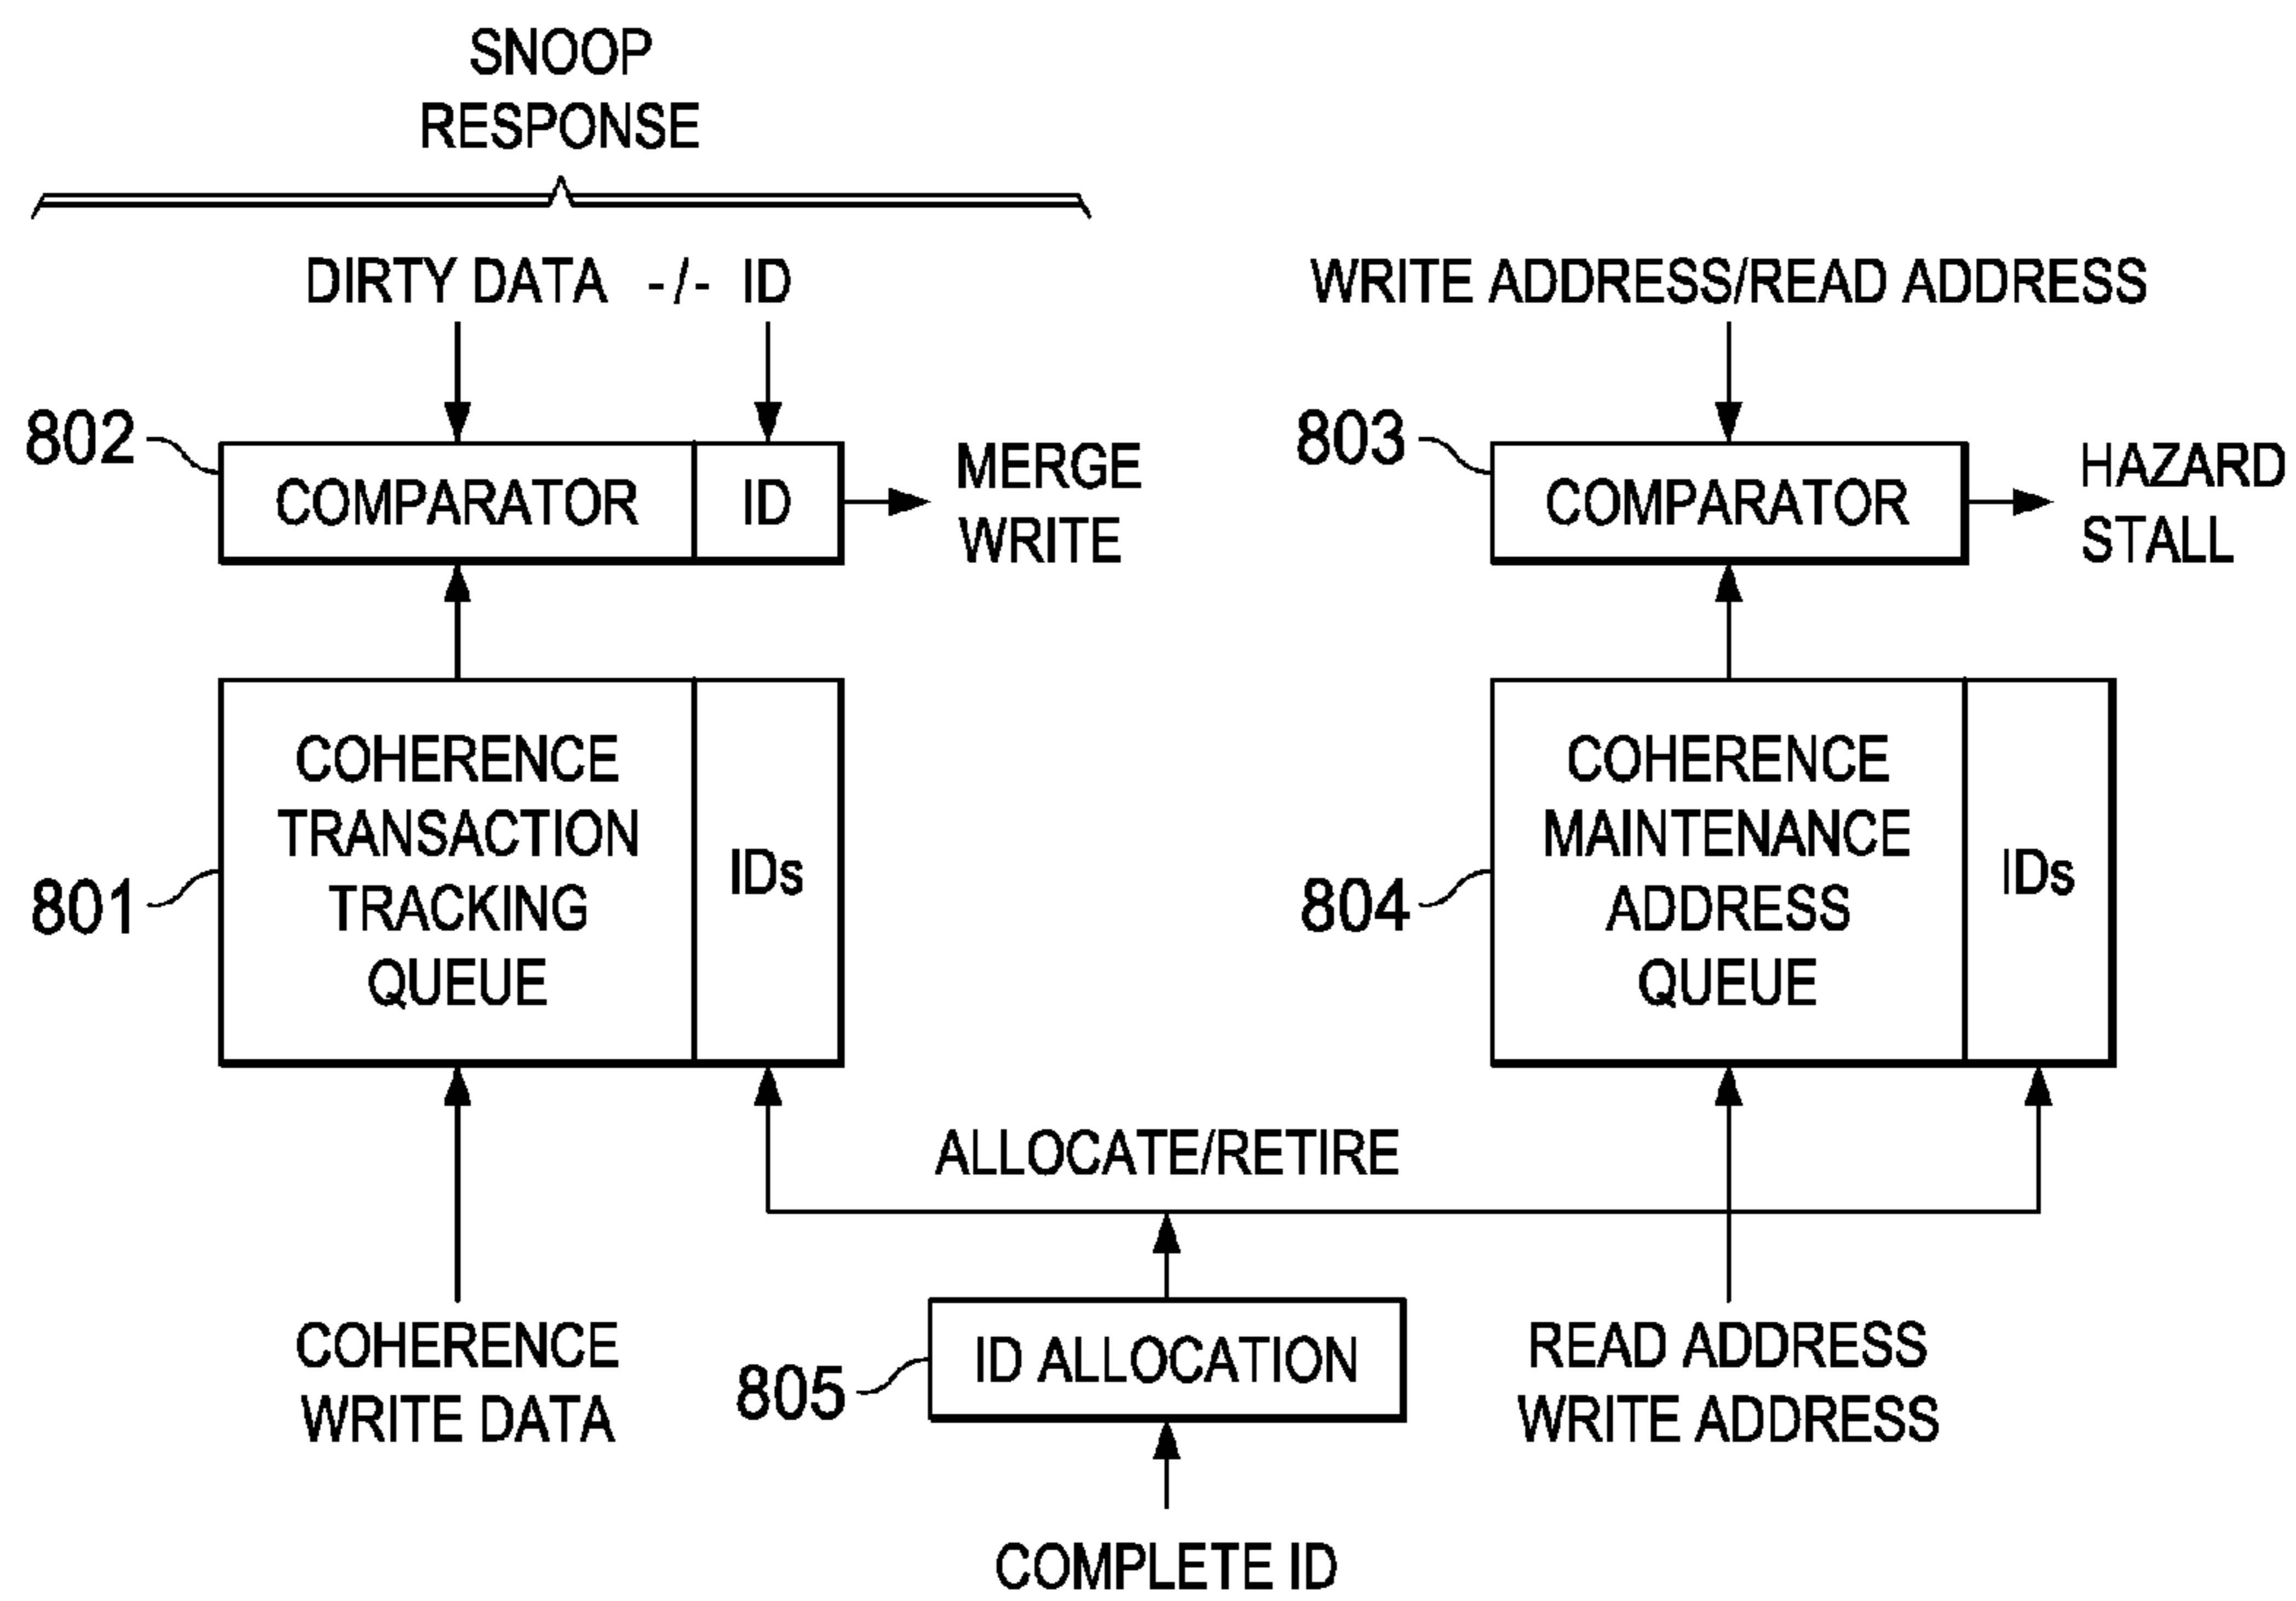 SNOOP
RESPONSE
DIRTY DATA -/- ID
WRITE ADDRESS/READ ADDRESS
802
COMPARATOR
ID
MERGE
WRITE
803
COMPARATOR
HAZARD
STALL
801
COHERENCE
TRANSACTION
TRACKING
QUEUE
IDs
804
COHERENCE
MAINTENANCE
ADDRESS
QUEUE
IDs
ALLOCATE/RETIRE
COHERENCE
WRITE DATA
805
ID ALLOCATION
READ ADDRESS
WRITE ADDRESS
COMPLETE ID